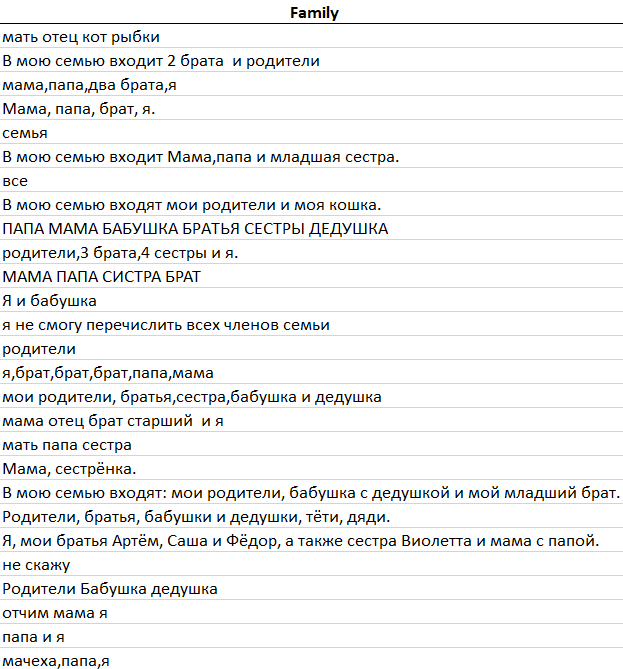 Family
мать отец кот рыбки
В мою семью входит 2 брата  и родители
мама,папа,два брата,я
Мама, папа, брат, я.
семья
В мою семью входит Мама,папа и младшая сестра.
все
В мою семью входят мои родители и моя кошка.
ПАПА МАМА БАБУШКА БРАТЬЯ СЕСТРЫ ДЕДУШКА
родители,3 брата,4 сестры и я.
МАМА ПАПА СИСТРА БРАТ
Я и бабушка
я не смогу перечислить всех членов семьи
родители
я,брат,брат,брат,папа,мама
мои родители, братья,сестра,бабушка и дедушка
мама отец брат старший  и я
мать папа сестра
Мама, сестрёнка.
В мою семью входят: мои родители, бабушка с дедушкой и мой младший брат.
Родители, братья, бабушки и дедушки, тёти, дяди.
Я, мои братья Артём, Саша и Фёдор, а также сестра Виолетта и мама с папой.
не скажу
Родители Бабушка дедушка
отчим мама я
папа и я
мачеха,папа,я